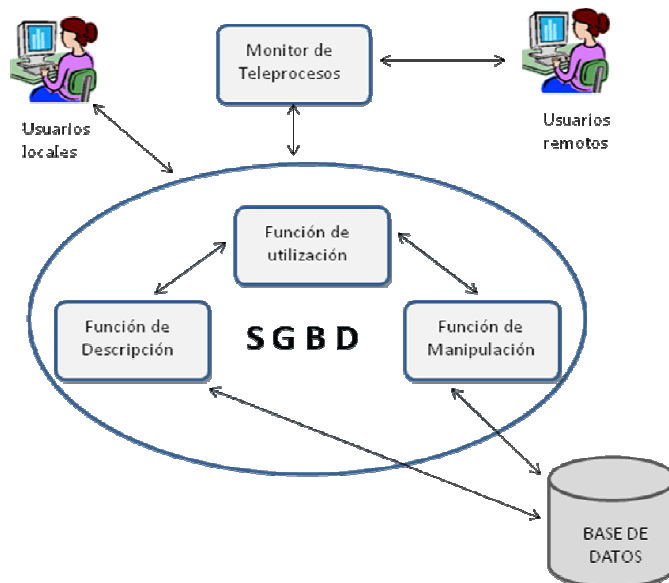 Monitor de
Teleprocesos
Usuarios
locales
Usuarios
remotos
Función de
utilización
Función de
Descripción
S G B D
Función de
Manipulación
BASE DE
DATOS